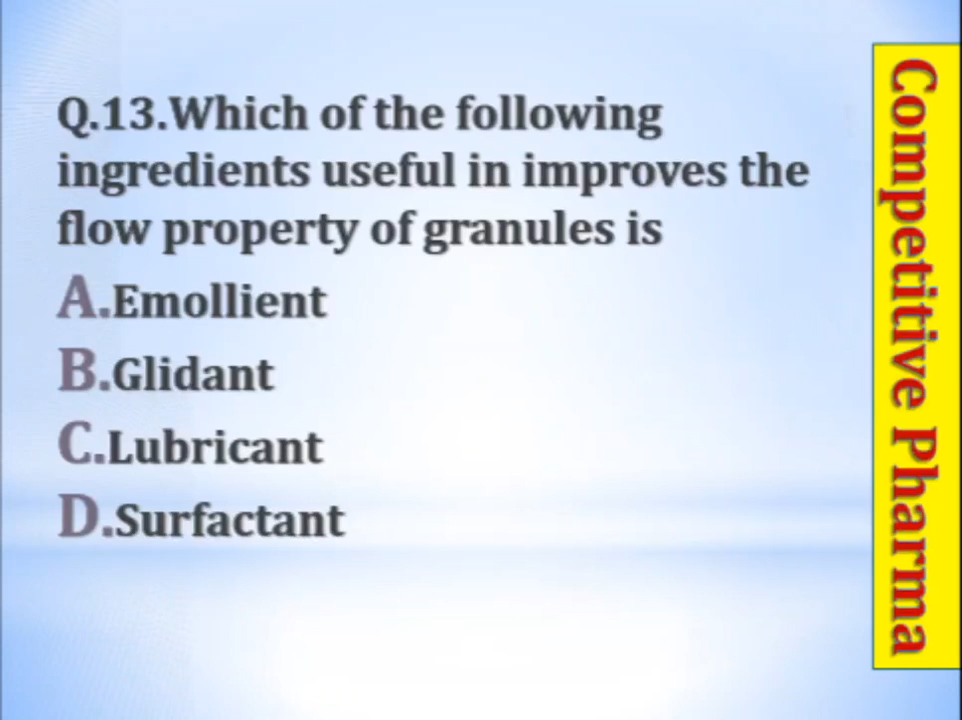 Q.13.Which of the following
ingredients useful in improves the
flow property of granules is
A.Emollient
B.Glidant
C.Lubricant
D.Surfactant
Competitive Pharma